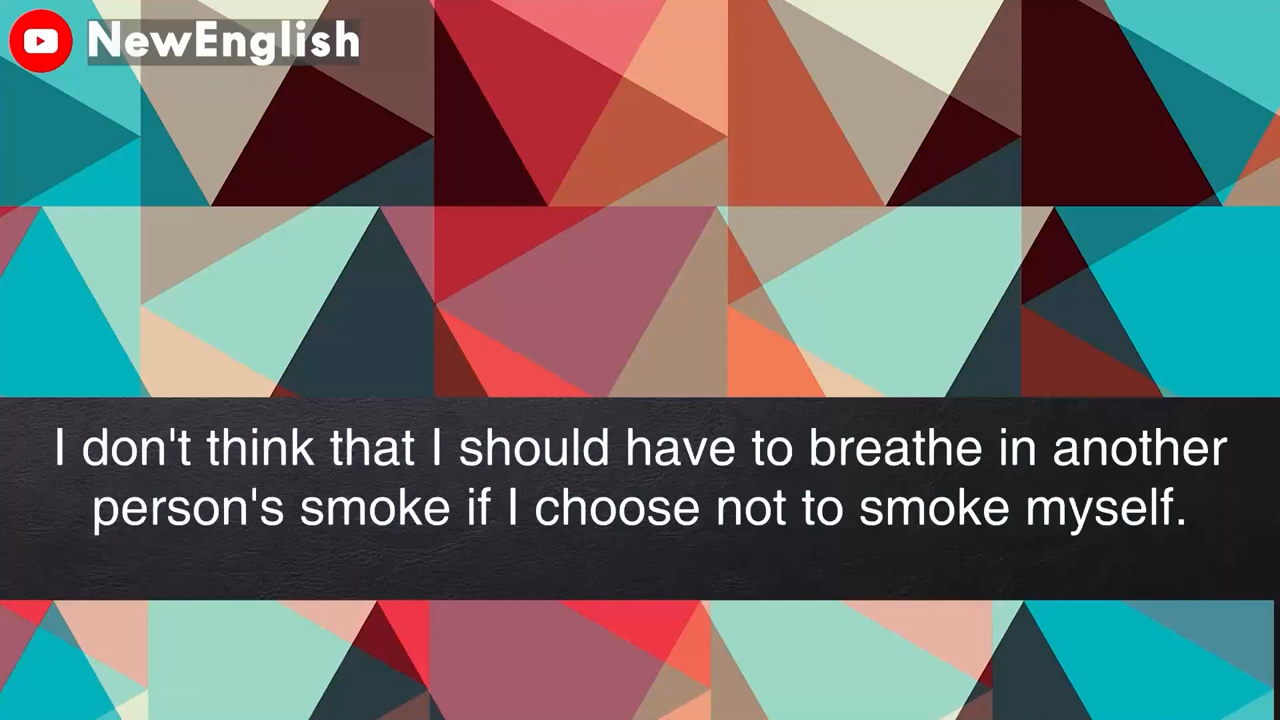 NewEnglish
I don't think that I should have to breathe in another
person's smoke if I choose not to smoke myself.